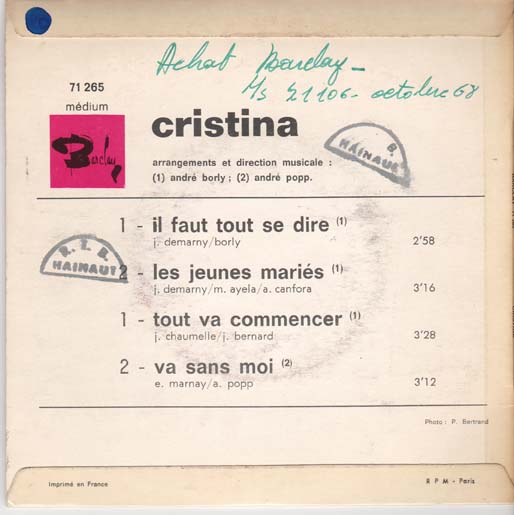 Achat Barclay -
71 265
médium
Barclay
cristina
arrangements et direction musicale :
(1) andré borly ; (2) andré popp.
B.
HAINAUT
1 - il faut tout se dire (1)
j. demarny/borly
2'58
R. T. B.
HAINAUT
2 - les jeunes mariés (1)
j. demarny/m. ayela/a. canfora
3'16
1 - tout va commencer (1)
j. chaumelle/j. bernard
3'28
2 - va sans moi (2)
e. marnay/a. popp
3'12
Photo : P. Bertrand
Imprimé en France
R P M - Paris
octobre 68